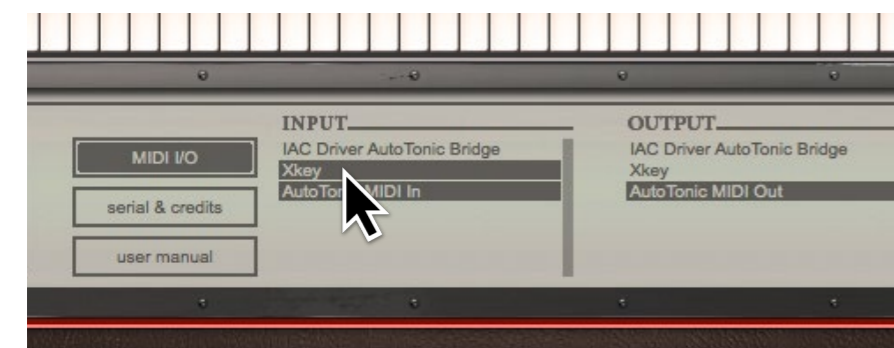 MIDI I/O
serial & credits
user manual
INPUT
IAC Driver AutoTonic Bridge
Xkey
AutoTonic MIDI In
OUTPUT
IAC Driver AutoTonic Bridge
Xkey
AutoTonic MIDI Out